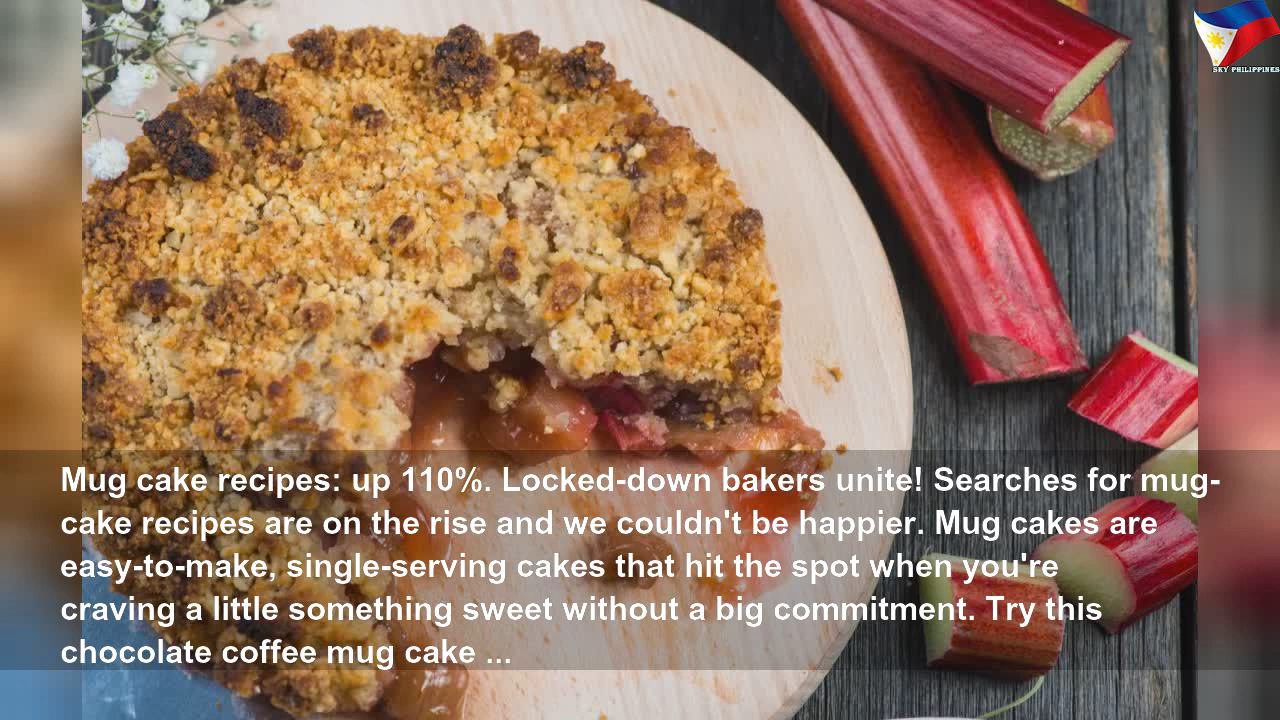 SKY PHILIPPINES
Mug cake recipes: up 110%. Locked-down bakers unite! Searches for mug-
cake recipes are on the rise and we couldn't be happier. Mug cakes are
easy-to-make, single-serving cakes that hit the spot when you're
craving a little something sweet without a big commitment. Try this
chocolate coffee mug cake ...